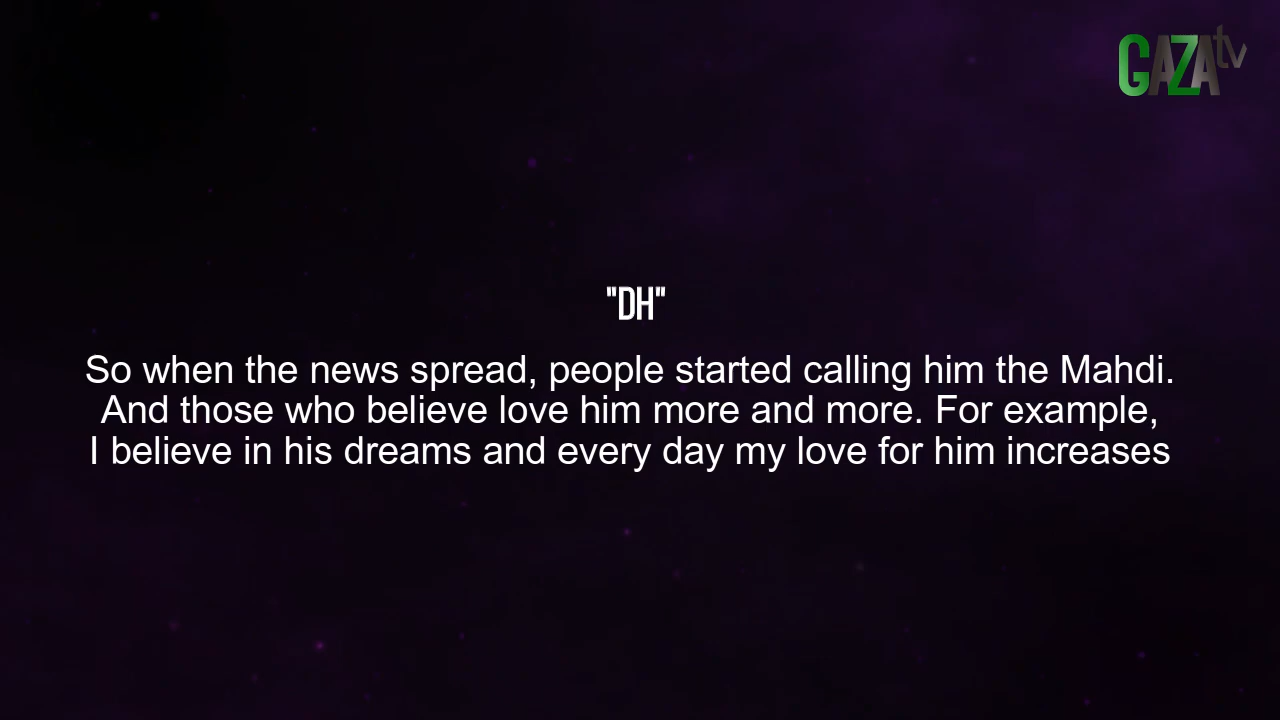 GAZAtv
"DH"
So when the news spread, people started calling him the Mahdi.
And those who believe love him more and more. For example,
I believe in his dreams and every day my love for him increases